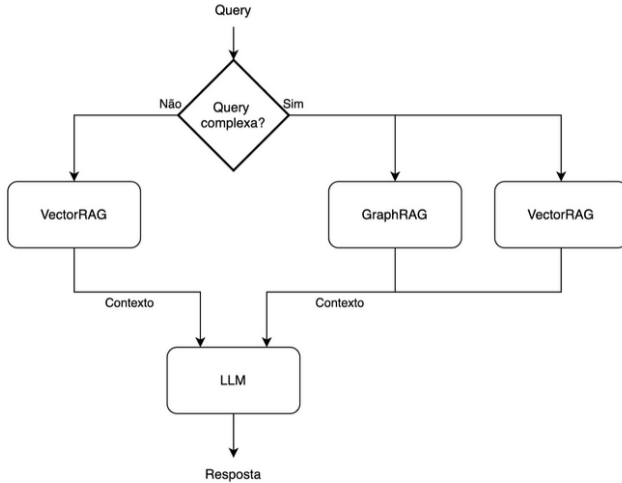 Query
Não
Query
complexa?
Sim
VectorRAG
GraphRAG
VectorRAG
Contexto
Contexto
LLM
Resposta